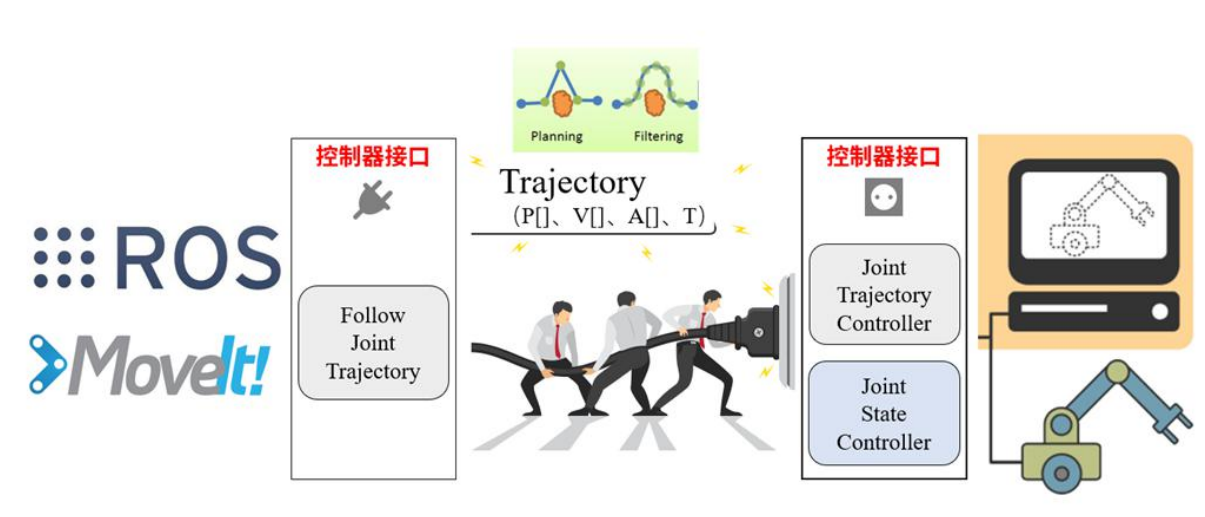 Planning
Filtering
控制器接口
控制器接口
Trajectory
(P[]、V[]、A[]、T)
ROS
MoveIt!
Follow
Joint
Trajectory
Joint
Trajectory
Controller
Joint
State
Controller